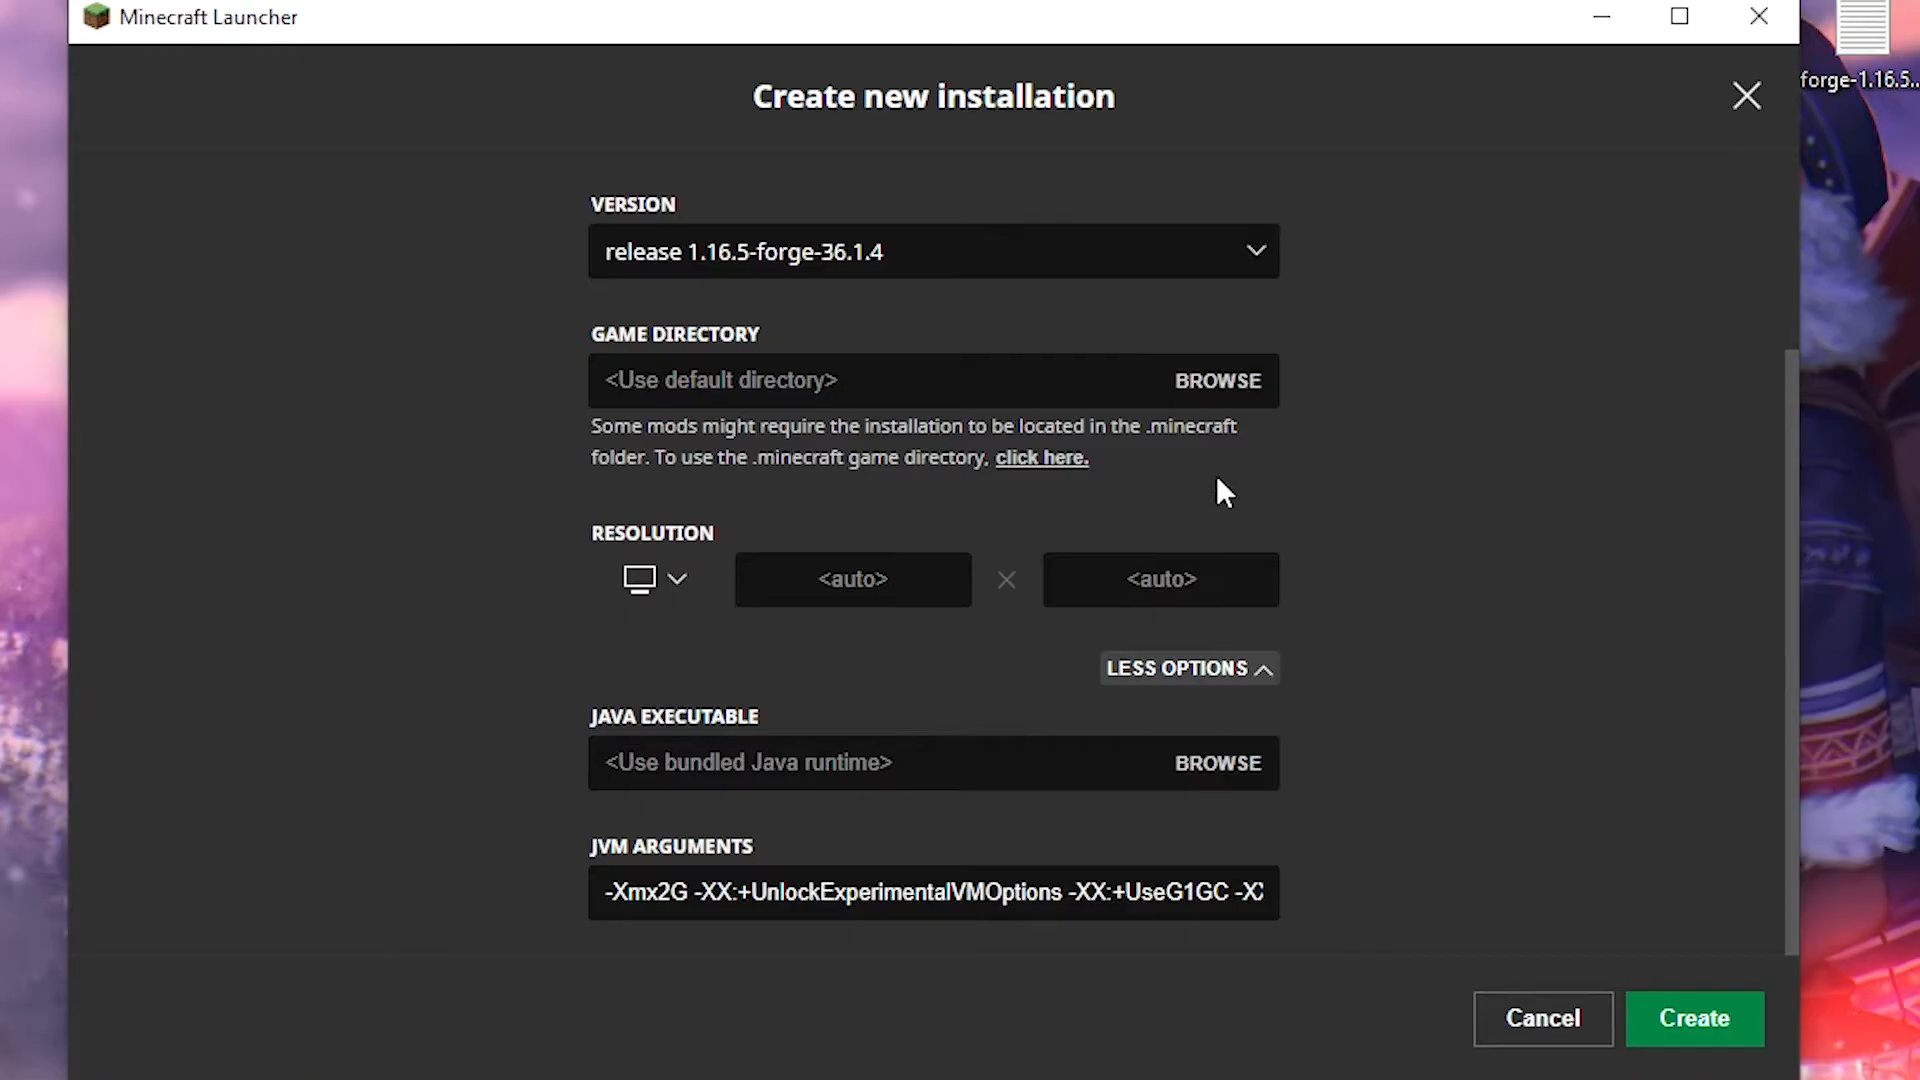 Minecraft Launcher
forge-1.16.5..
Create new installation
VERSION
release 1.16.5-forge-36.1.4
GAME DIRECTORY
<Use default directory>
BROWSE
Some mods might require the installation to be located in the .minecraft
folder. To use the .minecraft game directory, click here.
RESOLUTION
<auto>
<auto>
LESS OPTIONS
JAVA EXECUTABLE
<Use bundled Java runtime>
BROWSE
JVM ARGUMENTS
-Xmx2G -XX:+UnlockExperimentalVMOptions -XX:+UseG1GC -X
Cancel
Create